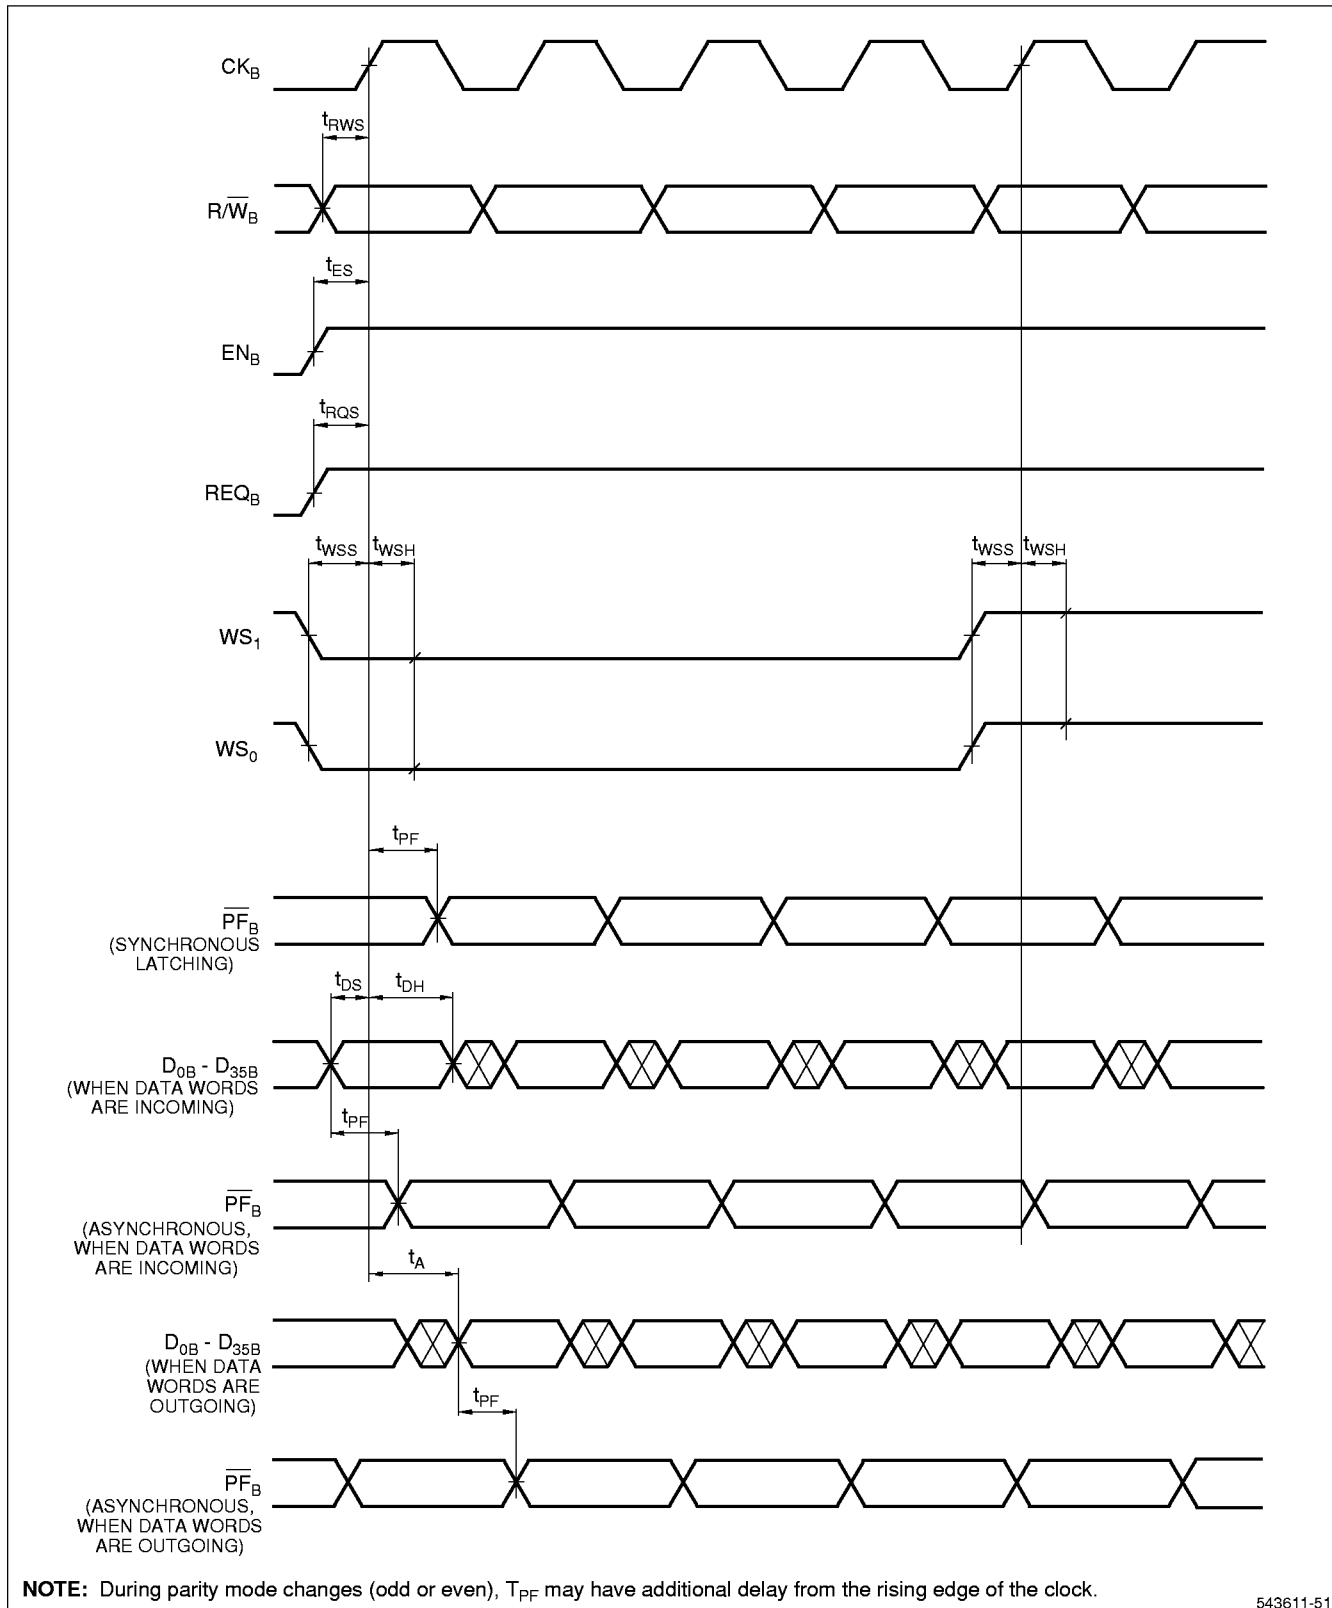 CK_B
t_RWS
R/W̅_B
t_ES
EN_B
t_RQS
REQ_B
t_WSS t_WSH t_WSS t_WSH
WS_1
WS_0
t_PF
P̅F̅_B
(SYNCHRONOUS
LATCHING)
t_DS t_DH
D_0B - D_35B
(WHEN DATA WORDS
ARE INCOMING)
t_PF
P̅F̅_B
(ASYNCHRONOUS,
WHEN DATA WORDS
ARE INCOMING)
t_A
D_0B - D_35B
(WHEN DATA
WORDS ARE
OUTGOING)
t_PF
P̅F̅_B
(ASYNCHRONOUS,
WHEN DATA WORDS
ARE OUTGOING)
NOTE: During parity mode changes (odd or even), T_PF may have additional delay from the rising edge of the clock.
543611-51